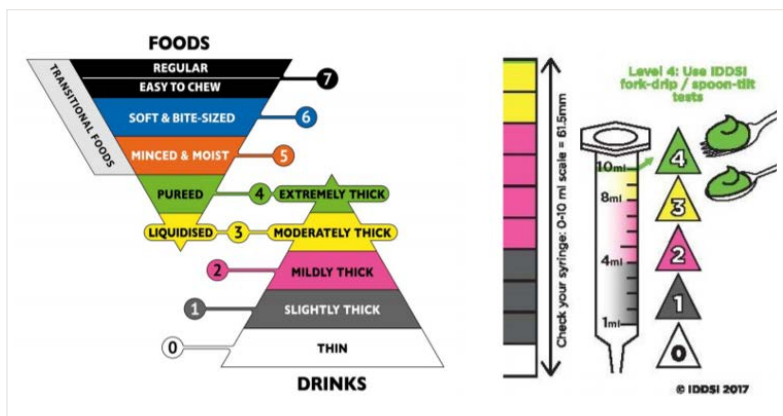 FOODS
REGULAR
EASY TO CHEW
7
TRANSITIONAL FOODS
SOFT & BITE-SIZED
6
MINCED & MOIST
5
PUREED
4
EXTREMELY THICK
LIQUIDISED
3
MODERATELY THICK
2
MILDLY THICK
1
SLIGHTLY THICK
0
THIN
DRINKS
Check your syringe: 0-10 ml scale = 61.5mm
Level 4: Use IDDSI
fork-drip / spoon-tilt
tests
10ml
8ml
4ml
1ml
4
3
2
1
0
© IDDSI 2017